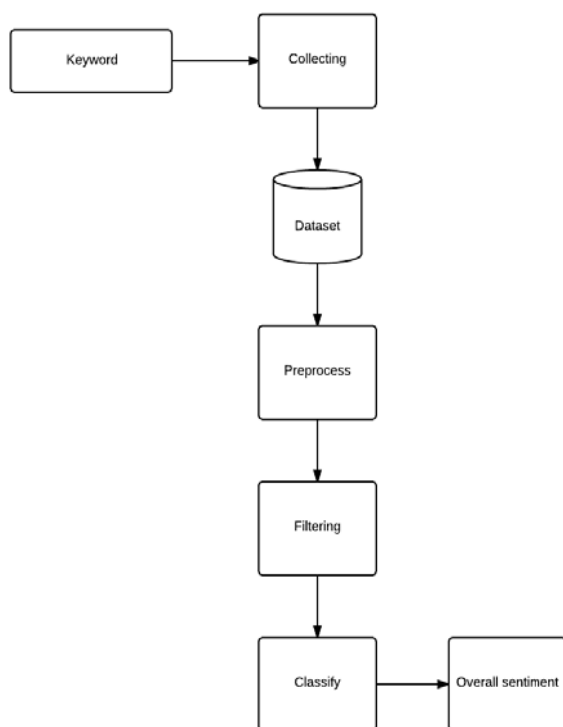 Keyword
Collecting
Dataset
Preprocess
Filtering
Classify
Overall sentiment